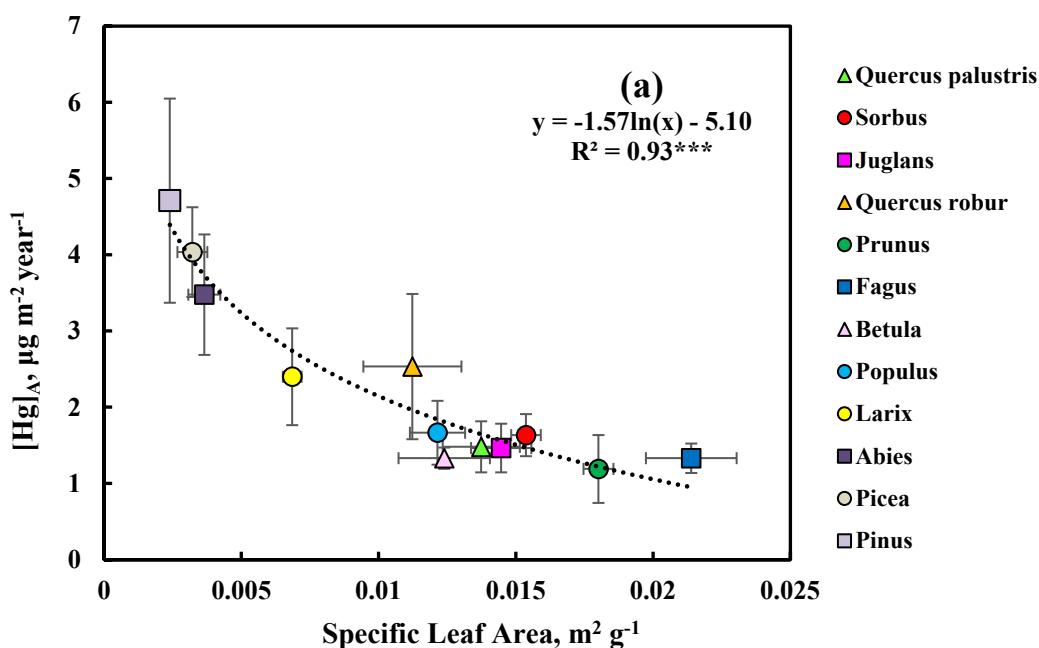 7
6
5
4
3
2
1
0
[Hg]A, µg m-2 year-1
(a)
y = -1.57ln(x) - 5.10
R² = 0.93***
0
0.005
0.01
0.015
0.02
0.025
Specific Leaf Area, m2 g-1
Quercus palustris
Sorbus
Juglans
Quercus robur
Prunus
Fagus
Betula
Populus
Larix
Abies
Picea
Pinus